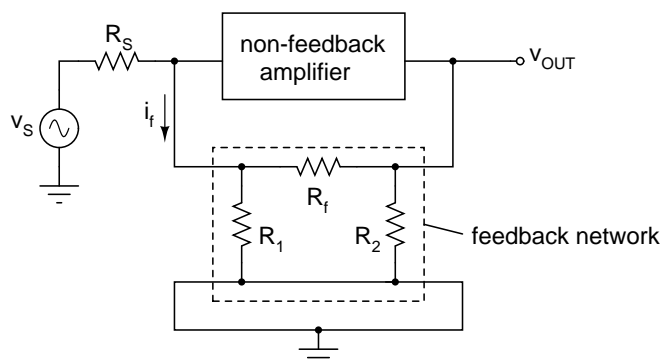 R_S
non-feedback
amplifier
v_OUT
v_S
i_f
R_f
R_1
R_2
feedback network